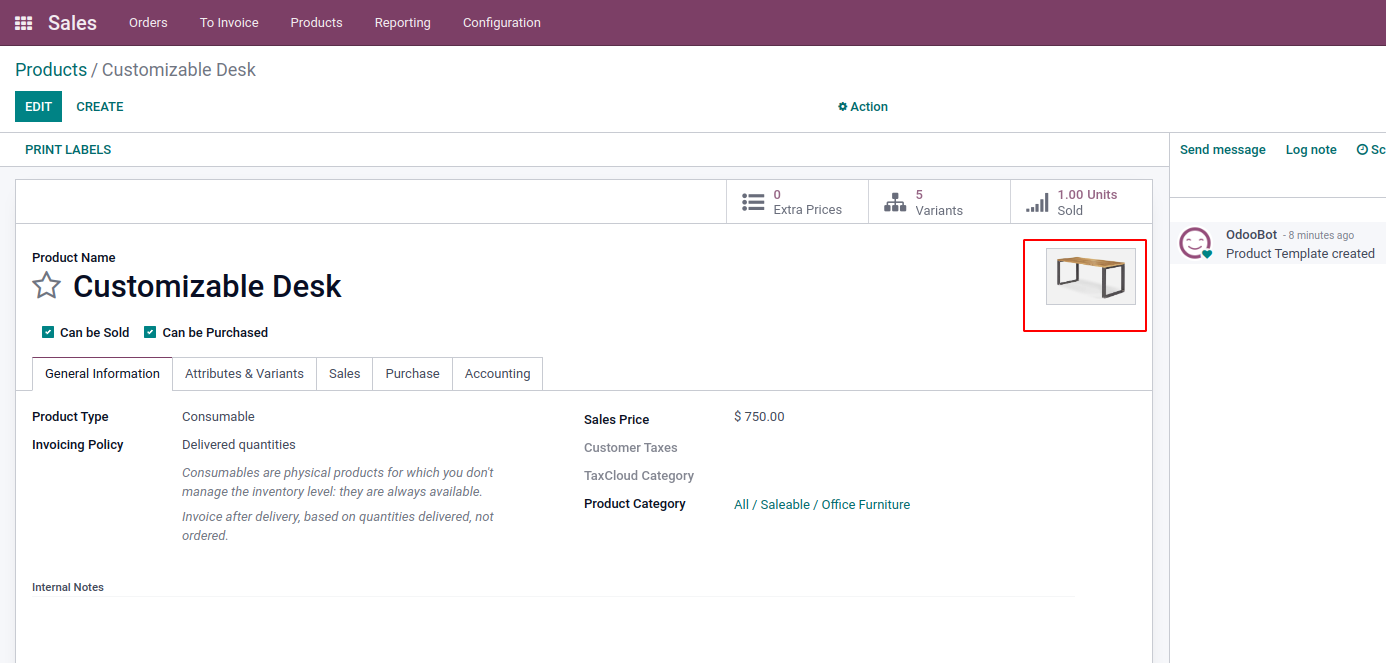 Sales Orders To Invoice Products Reporting Configuration
Products / Customizable Desk
EDIT CREATE Action
PRINT LABELS
Send message Log note Sc
0
Extra Prices
5
Variants
1.00 Units
Sold
OdooBot - 8 minutes ago
Product Template created
Product Name
Customizable Desk
Can be Sold Can be Purchased
General Information Attributes & Variants Sales Purchase Accounting
Product Type Consumable
Invoicing Policy Delivered quantities
Consumables are physical products for which you don't
manage the inventory level: they are always available.
Invoice after delivery, based on quantities delivered, not
ordered.
Sales Price $ 750.00
Customer Taxes
TaxCloud Category
Product Category All / Saleable / Office Furniture
Internal Notes